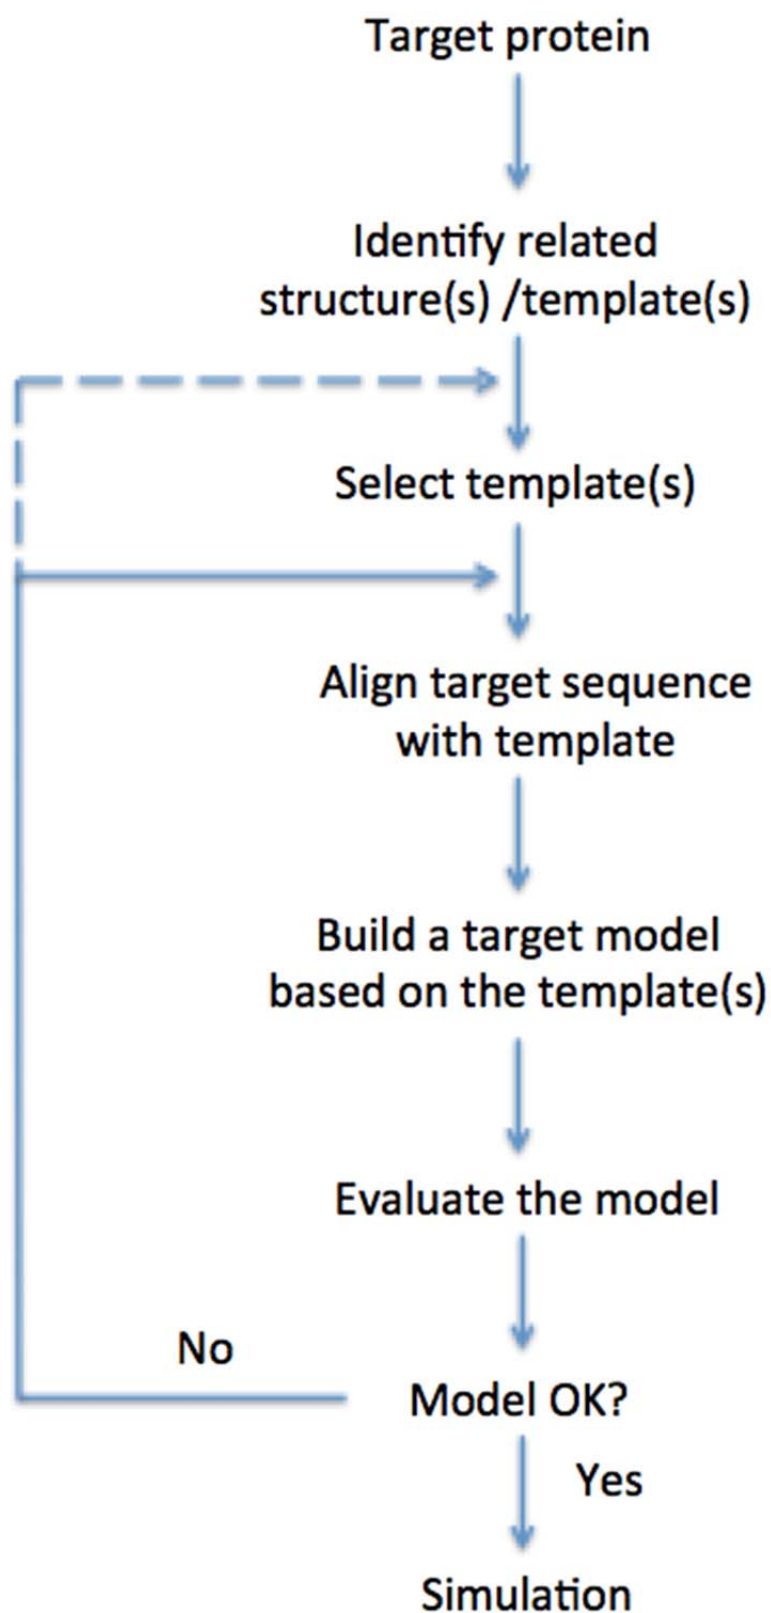 Target protein
Identify related
structure(s) /template(s)
Select template(s)
Align target sequence
with template
Build a target model
based on the template(s)
Evaluate the model
No
Model OK?
Yes
Simulation